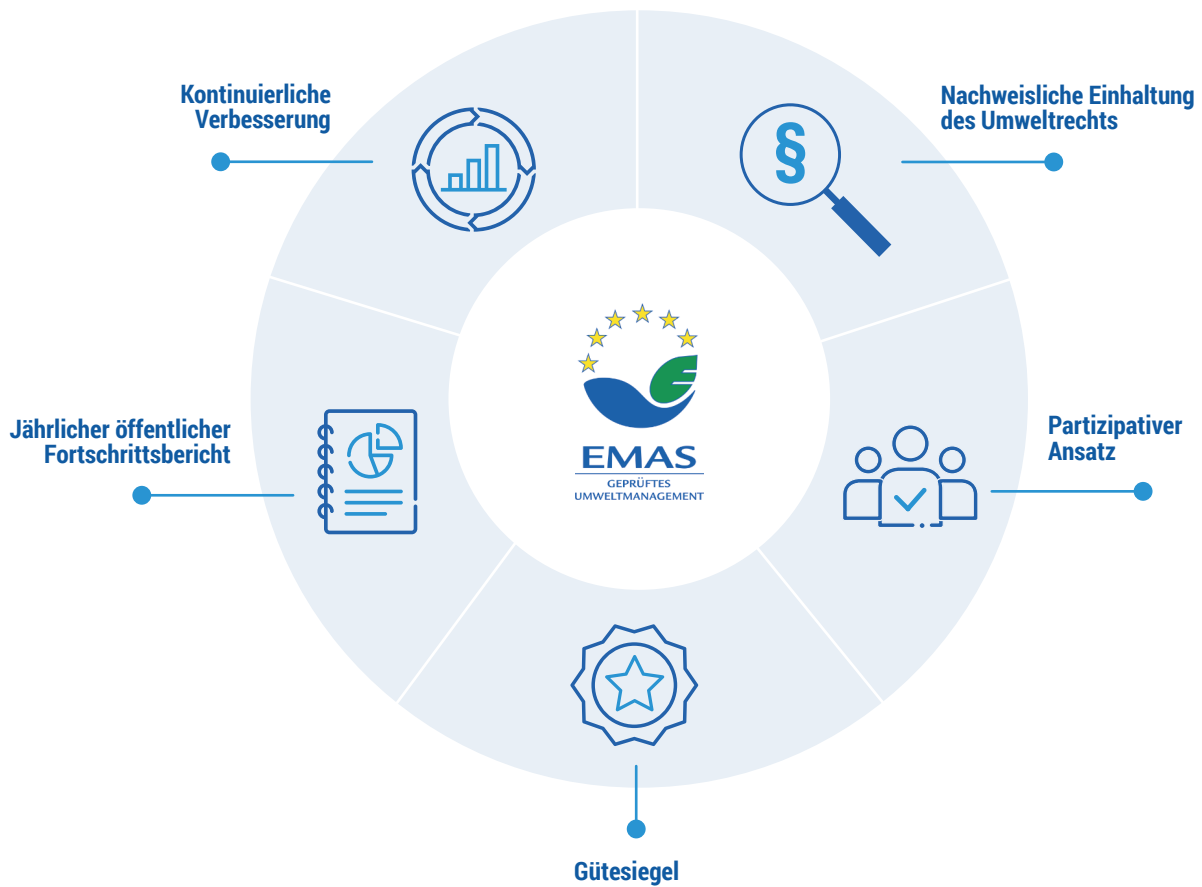 Kontinuierliche
Verbesserung
Nachweisliche Einhaltung
des Umweltrechts
§
Jährlicher öffentlicher
Fortschrittsbericht
Partizipativer
Ansatz
EMAS
GEPRÜFTES
UMWELTMANAGEMENT
Gütesiegel